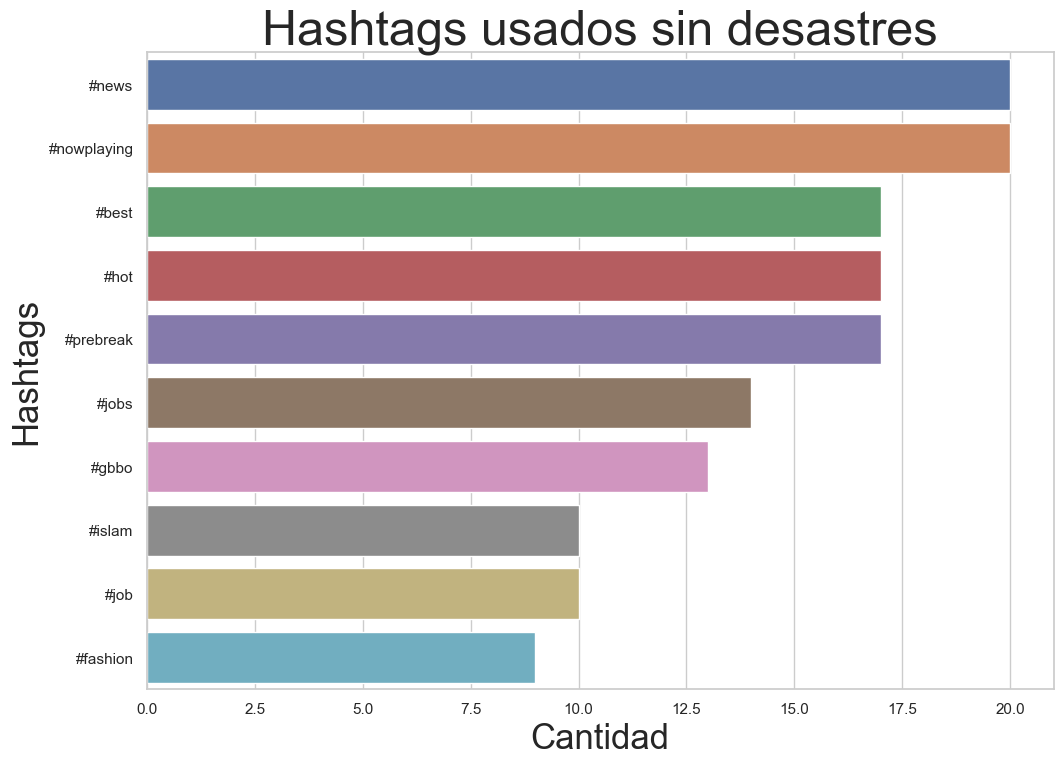 Hashtags usados sin desastres
#news
#nowplaying
#best
#hot
#prebreak
#jobs
#gbbo
#islam
#job
#fashion
Hashtags
0.0 2.5 5.0 7.5 10.0 12.5 15.0 17.5 20.0
Cantidad